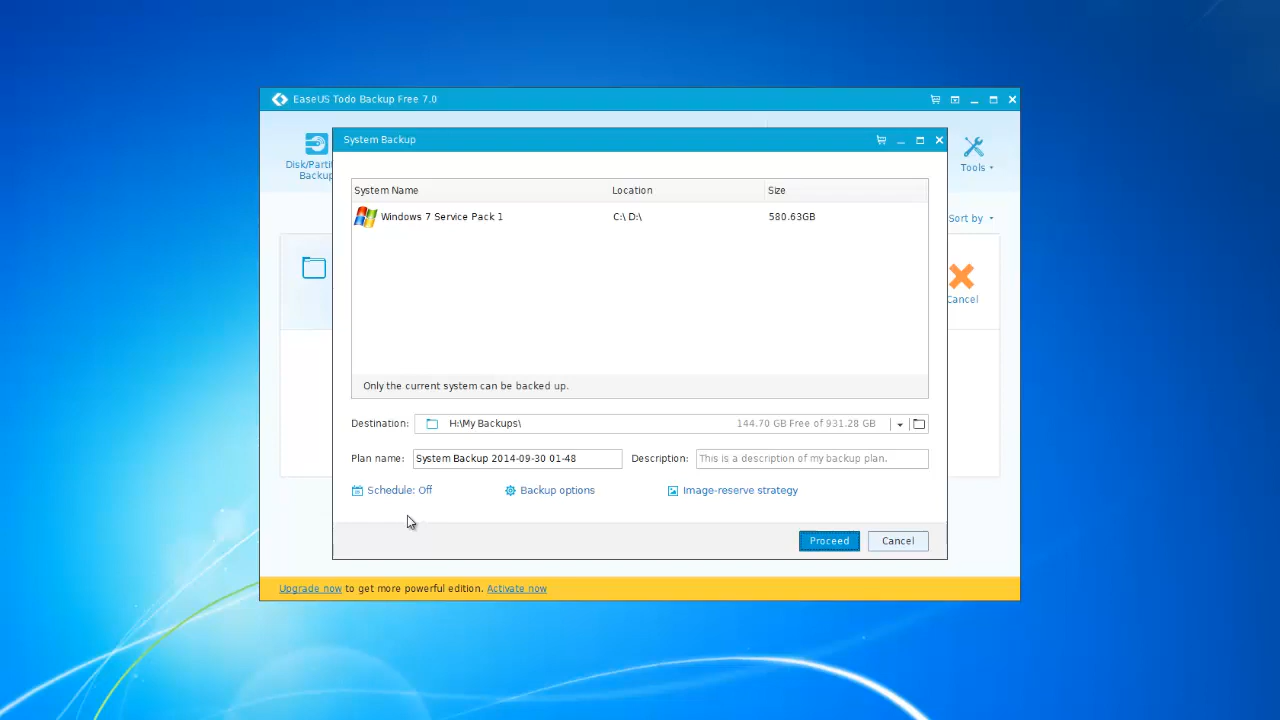 EaseUS Todo Backup Free 7.0
System Backup
Disk/Partit
Backup
Tools
Sort by
System Name Location Size
Windows 7 Service Pack 1 C:\ D:\ 580.63GB
Cancel
Only the current system can be backed up.
Destination: H:\My Backups\ 144.70 GB Free of 931.28 GB
Plan name: System Backup 2014-09-30 01-48 Description: This is a description of my backup plan.
Schedule: Off Backup options Image-reserve strategy
Proceed Cancel
Upgrade now to get more powerful edition. Activate now